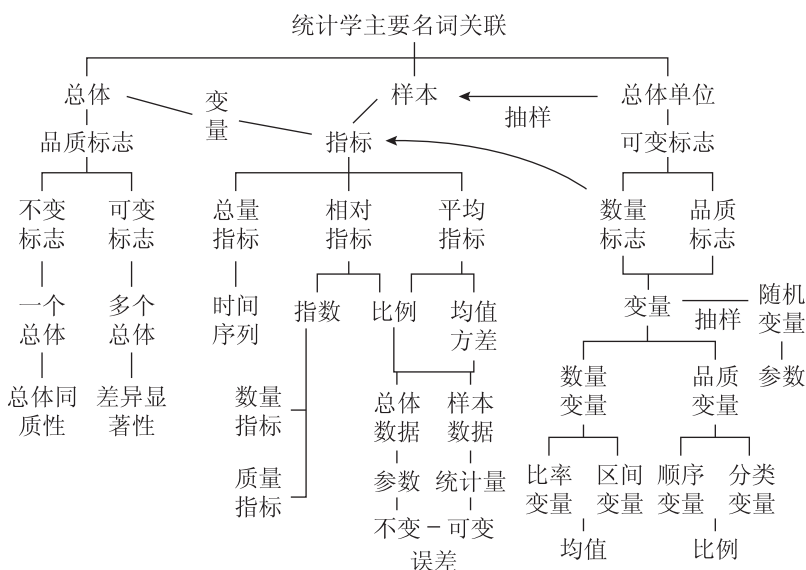 统计学主要名词关联
总体
样本
总体单位
变
量
抽样
品质标志
指标
可变标志
不变
标志
可变
标志
总量
指标
相对
指标
平均
指标
数量
标志
品质
标志
一个
总体
多个
总体
时间
序列
指数
比例
均值
方差
变量
抽样
随机
变量
参数
总体同
质性
差异显
著性
数量
指标
质量
指标
总体
数据
样本
数据
参数
统计量
不变－可变
误差
数量
变量
品质
变量
比率
变量
区间
变量
顺序
变量
分类
变量
均值
比例